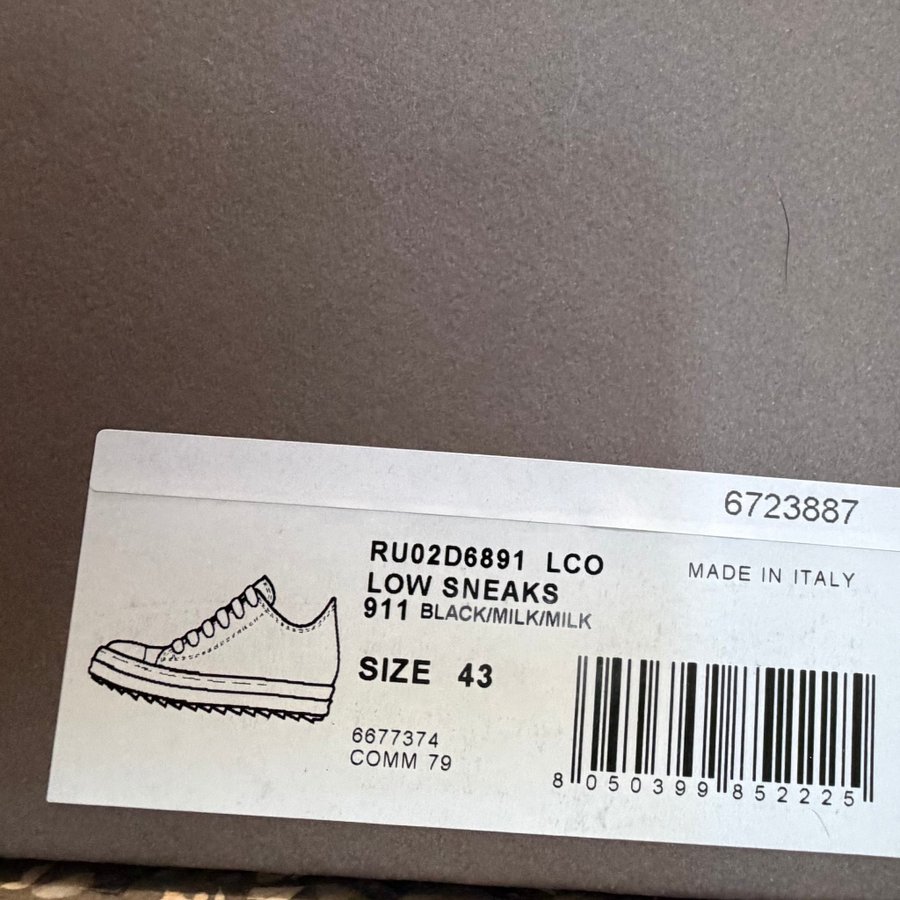 6723887
RU02D6891 LCO
MADE IN ITALY
LOW SNEAKS
911 BLACK/MILK/MILK
SIZE 43
6677374
COMM 79
8 050399 852225